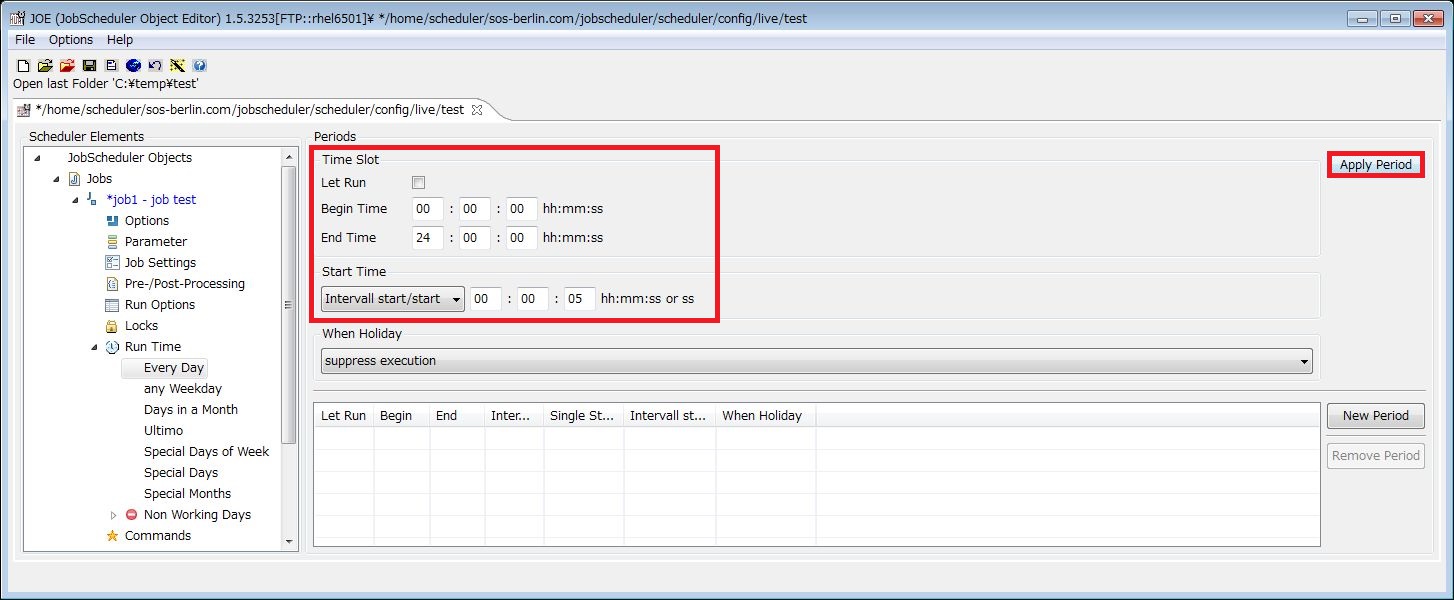 JOE (JobScheduler Object Editor) 1.5.3253[FTP::rhel6501]¥ */home/scheduler/sos-berlin.com/jobscheduler/scheduler/config/live/test
File Options Help
Open last Folder 'C:¥temp¥test'
*/home/scheduler/sos-berlin.com/jobscheduler/scheduler/config/live/test
Scheduler Elements
JobScheduler Objects
Jobs
*job1 - job test
Options
Parameter
Job Settings
Pre-/Post-Processing
Run Options
Locks
Run Time
Every Day
any Weekday
Days in a Month
Ultimo
Special Days of Week
Special Days
Special Months
Non Working Days
Commands
Periods
Time Slot
Let Run
Begin Time 00 : 00 : 00 hh:mm:ss
End Time 24 : 00 : 00 hh:mm:ss
Start Time
Intervall start/start 00 : 00 : 05 hh:mm:ss or ss
When Holiday
suppress execution
Apply Period
Let Run Begin End Inter... Single St... Intervall st... When Holiday
New Period
Remove Period